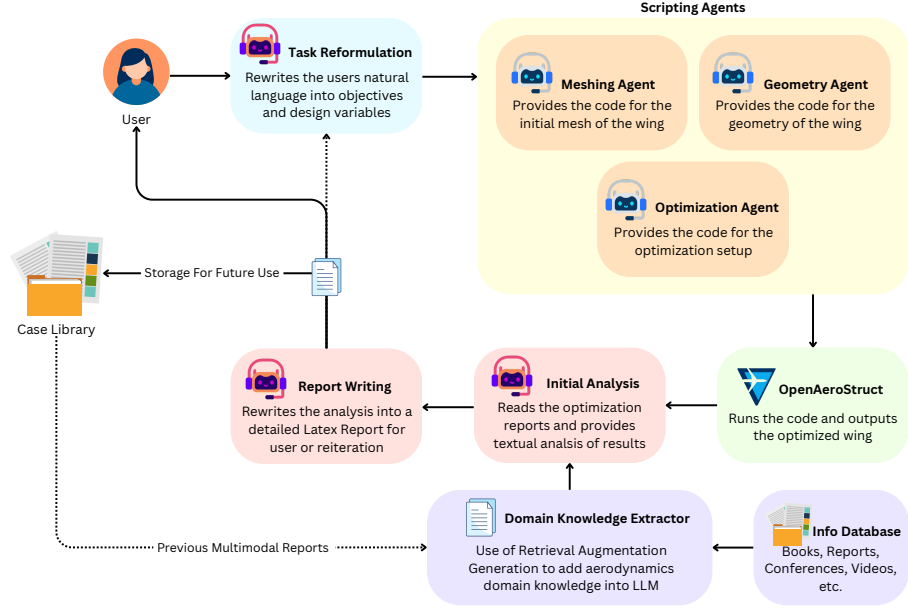 Scripting Agents
Task Reformulation
Rewrites the users natural
language into objectives
and design variables
User
Meshing Agent
Provides the code for the
initial mesh of the wing
Geometry Agent
Provides the code for the
geometry of the wing
Optimization Agent
Provides the code for the
optimization setup
Storage For Future Use
Case Library
Report Writing
Rewrites the analysis into a
detailed Latex Report for
user or reiteration
Initial Analysis
Reads the optimization
reports and provides
textual analsis of results
OpenAeroStruct
Runs the code and outputs
the optimized wing
Previous Multimodal Reports
Domain Knowledge Extractor
Use of Retrieval Augmentation
Generation to add aerodynamics
domain knowledge into LLM
Info Database
Books, Reports,
Conferences, Videos,
etc.